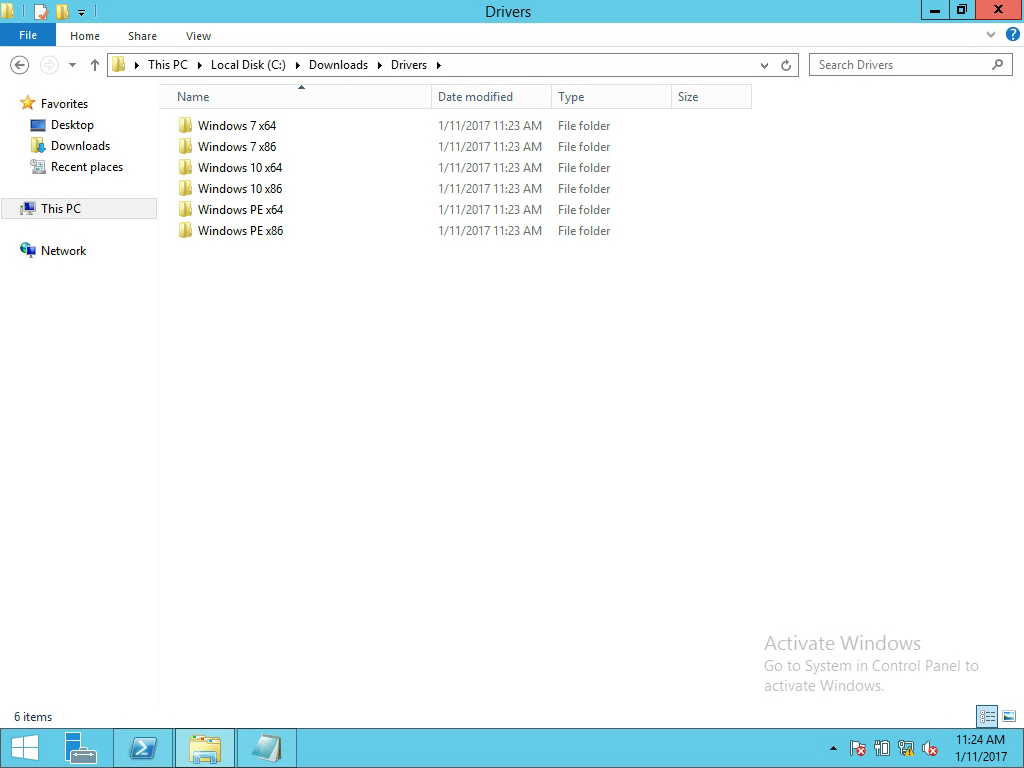 Drivers
File Home Share View
This PC Local Disk (C:) Downloads Drivers Search Drivers
Name Date modified Type Size
Favorites
Desktop
Downloads
Recent places
This PC
Network
Windows 7 x64 1/11/2017 11:23 AM File folder
Windows 7 x86 1/11/2017 11:23 AM File folder
Windows 10 x64 1/11/2017 11:23 AM File folder
Windows 10 x86 1/11/2017 11:23 AM File folder
Windows PE x64 1/11/2017 11:23 AM File folder
Windows PE x86 1/11/2017 11:23 AM File folder
Activate Windows
Go to System in Control Panel to
activate Windows.
6 items
11:24 AM
1/11/2017